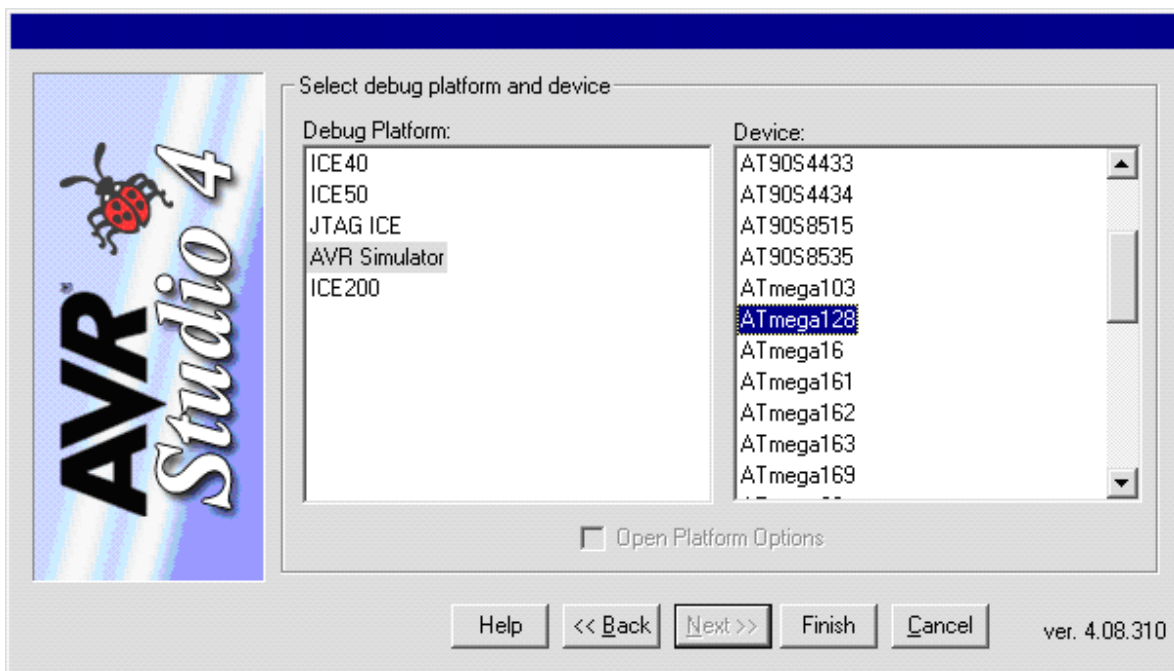 AVR
Studio 4
Select debug platform and device
Debug Platform:
ICE40
ICE50
JTAG ICE
AVR Simulator
ICE200
Device:
AT90S4433
AT90S4434
AT90S8515
AT90S8535
ATmega103
ATmega128
ATmega16
ATmega161
ATmega162
ATmega163
ATmega169
Open Platform Options
Help
<< Back
Next >>
Finish
Cancel
ver. 4.08.310